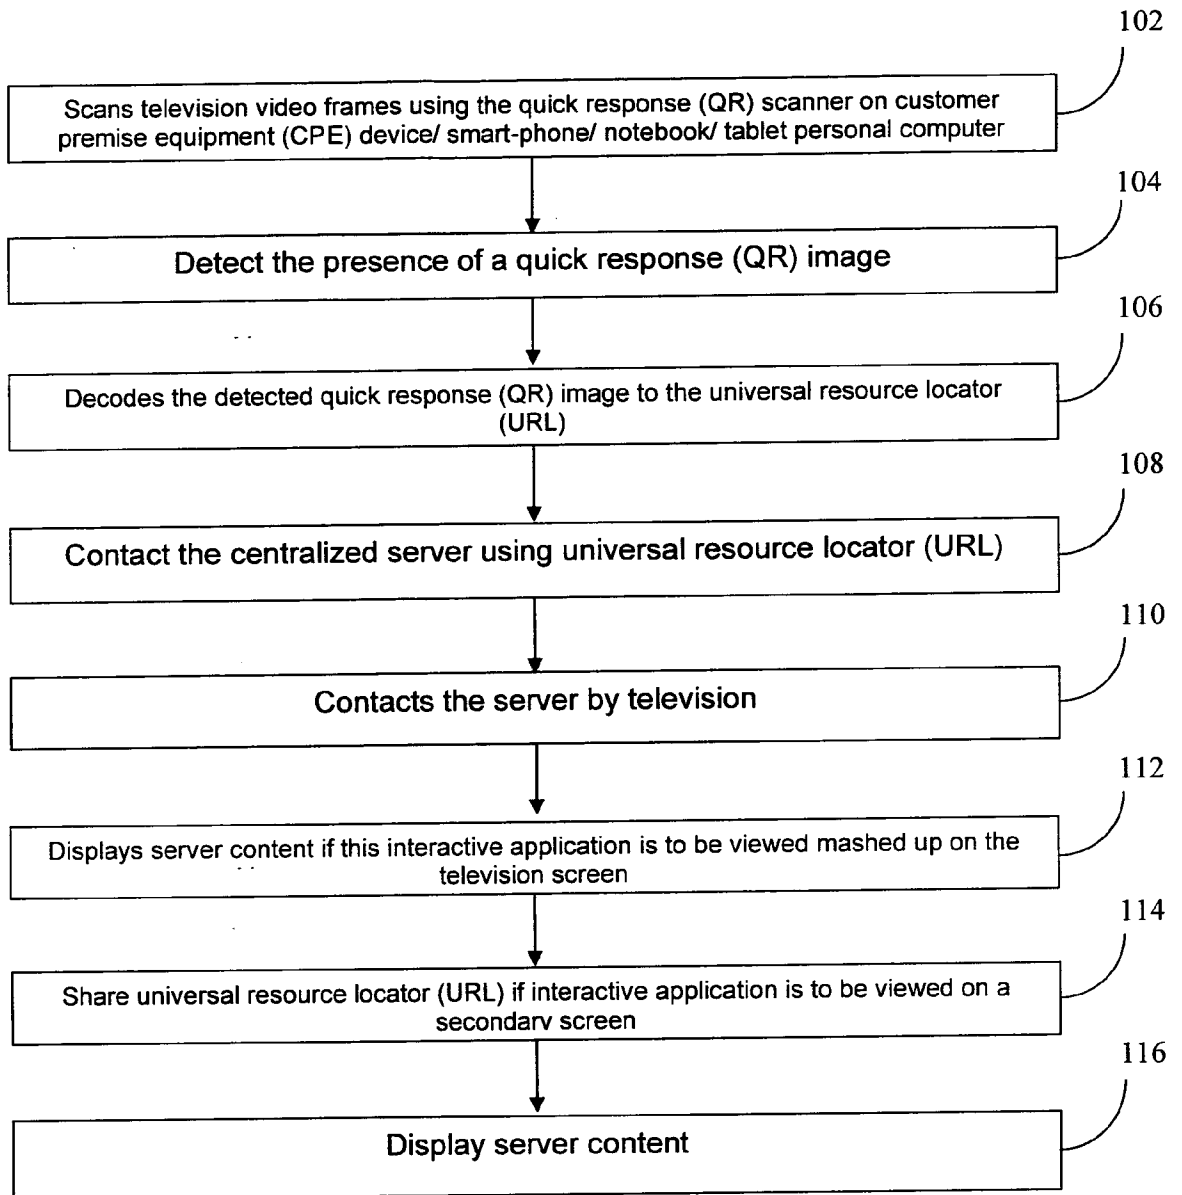 102
Scans television video frames using the quick response (QR) scanner on customer
premise equipment (CPE) device/ smart-phone/ notebook/ tablet personal computer
104
Detect the presence of a quick response (QR) image
106
Decodes the detected quick response (QR) image to the universal resource locator
(URL)
108
Contact the centralized server using universal resource locator (URL)
110
Contacts the server by television
112
Displays server content if this interactive application is to be viewed mashed up on the
television screen
114
Share universal resource locator (URL) if interactive application is to be viewed on a
secondary screen
116
Display server content